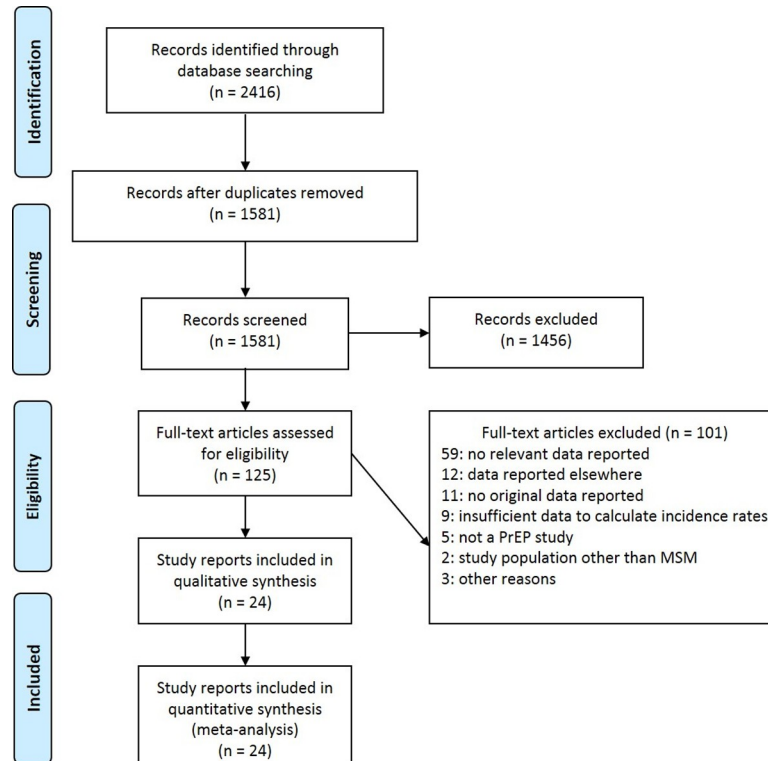 Identification
Records identified through
database searching
(n = 2416)
Records after duplicates removed
(n = 1581)
Screening
Records screened
(n = 1581)
Records excluded
(n = 1456)
Eligibility
Full-text articles assessed
for eligibility
(n = 125)
Full-text articles excluded (n = 101)
59: no relevant data reported
12: data reported elsewhere
11: no original data reported
9: insufficient data to calculate incidence rates
5: not a PrEP study
2: study population other than MSM
3: other reasons
Study reports included in
qualitative synthesis
(n = 24)
Included
Study reports included in
quantitative synthesis
(meta-analysis)
(n = 24)